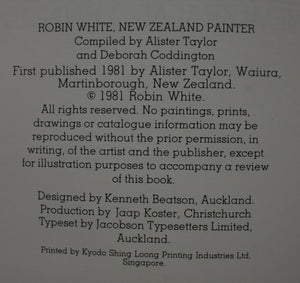 ROBIN WHITE, NEW ZEALAND PAINTER
Compiled by Alister Taylor
and Deborah Coddington
First published 1981 by Alister Taylor, Waiura,
Martinborough, New Zealand.
© 1981 Robin White.
All rights reserved. No paintings, prints,
drawings or catalogue information may be
reproduced without the prior permission, in
writing, of the artist and the publisher, except
for illustration purposes to accompany a review
of this book.
Designed by Kenneth Beatson, Auckland.
Production by Jaap Koster, Christchurch
Typeset by Jacobson Typesetters Limited,
Auckland.
Printed by Kyodo Shing Loong Printing Industries Ltd,
Singapore.